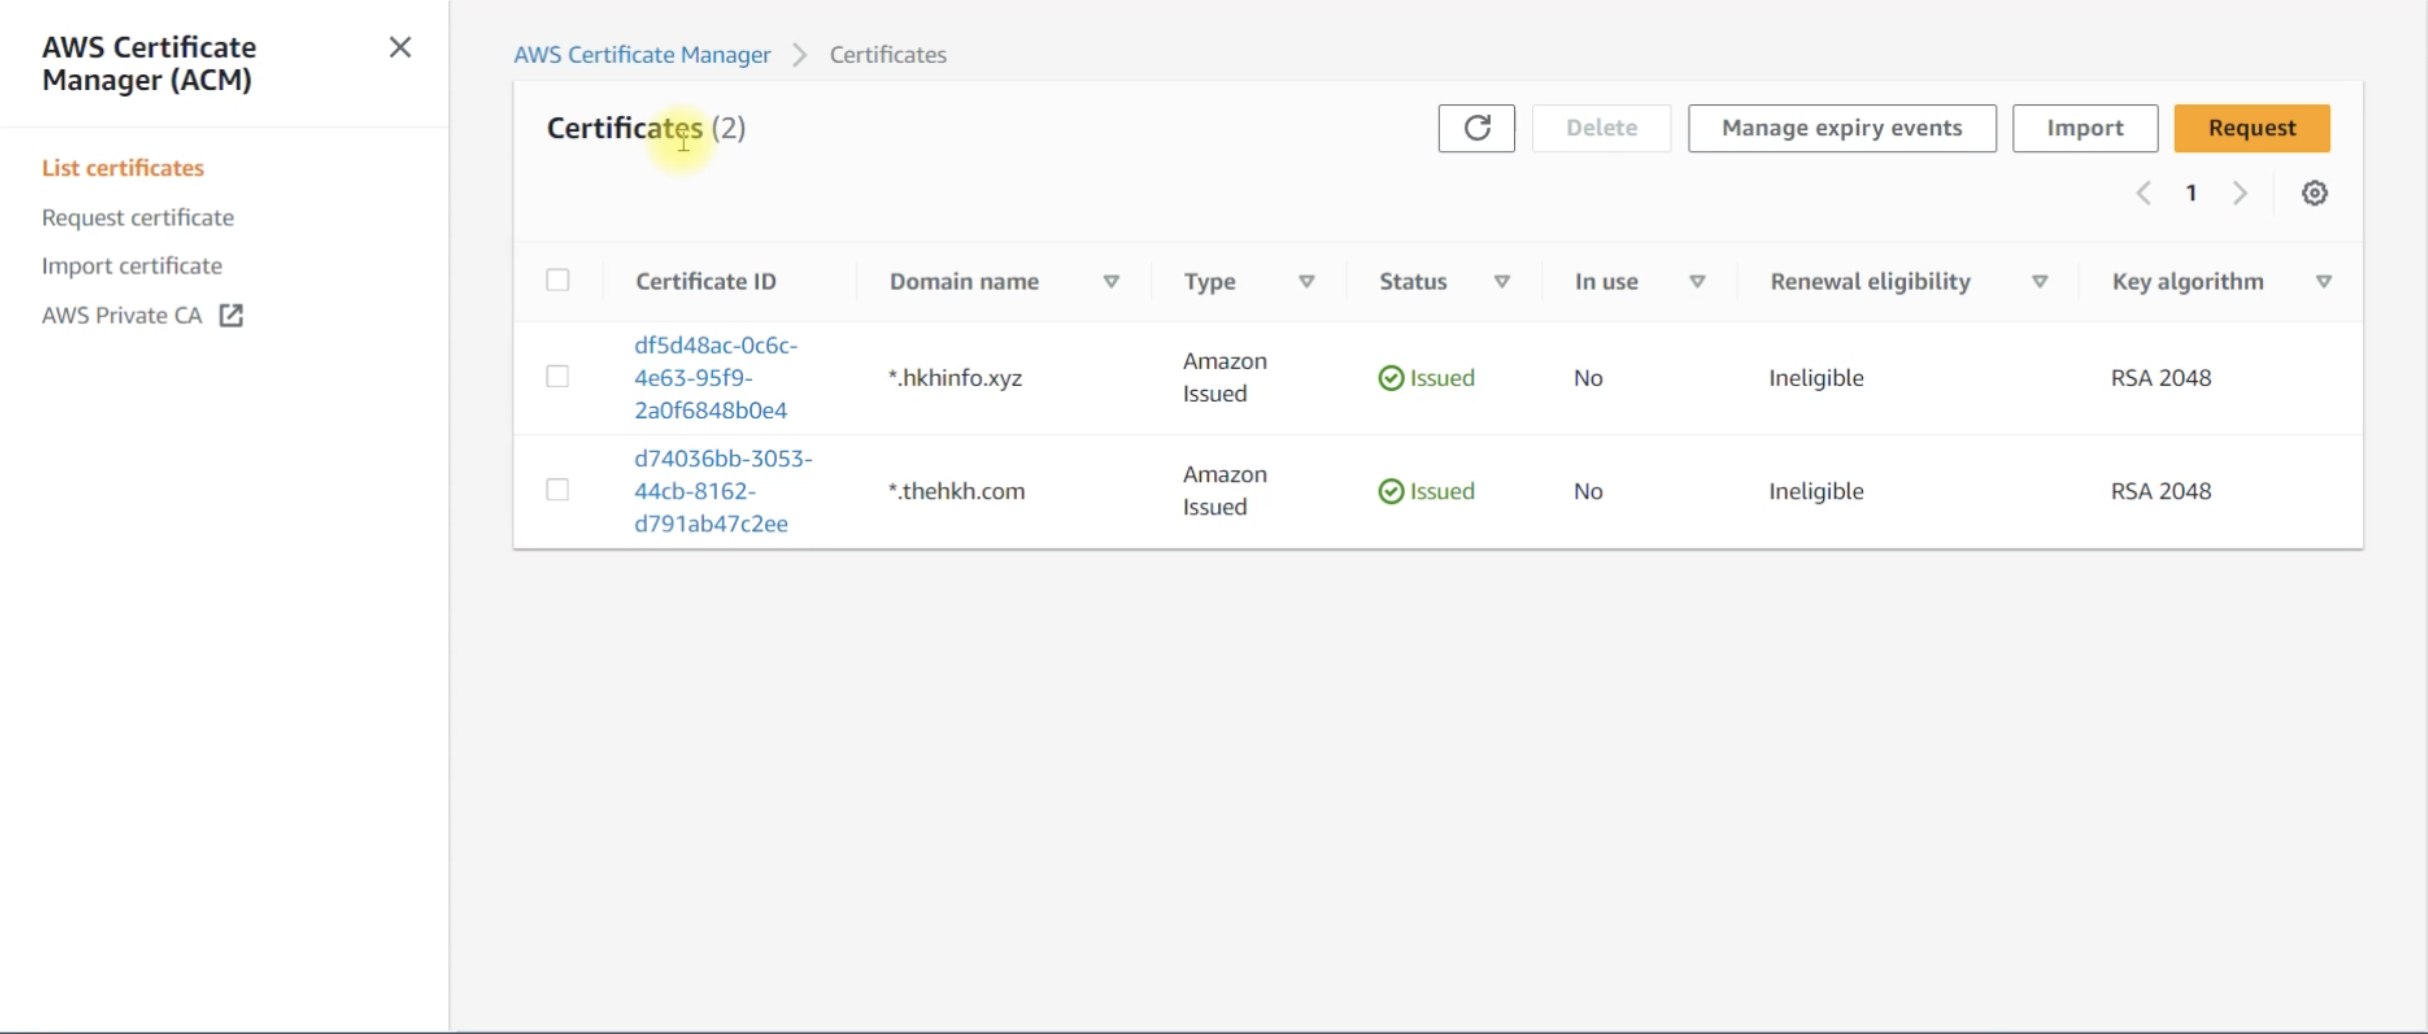 AWS Certificate
Manager (ACM)
List certificates
Request certificate
Import certificate
AWS Private CA
AWS Certificate Manager > Certificates
Certificates (2)
Delete
Manage expiry events
Import
Request
1
Certificate ID
Domain name
Type
Status
In use
Renewal eligibility
Key algorithm
df5d48ac-0c6c-
4e63-95f9-
2a0f6848b0e4
*.hkhinfo.xyz
Amazon
Issued
Issued
No
Ineligible
RSA 2048
d74036bb-3053-
44cb-8162-
d791ab47c2ee
*.thehkh.com
Amazon
Issued
Issued
No
Ineligible
RSA 2048